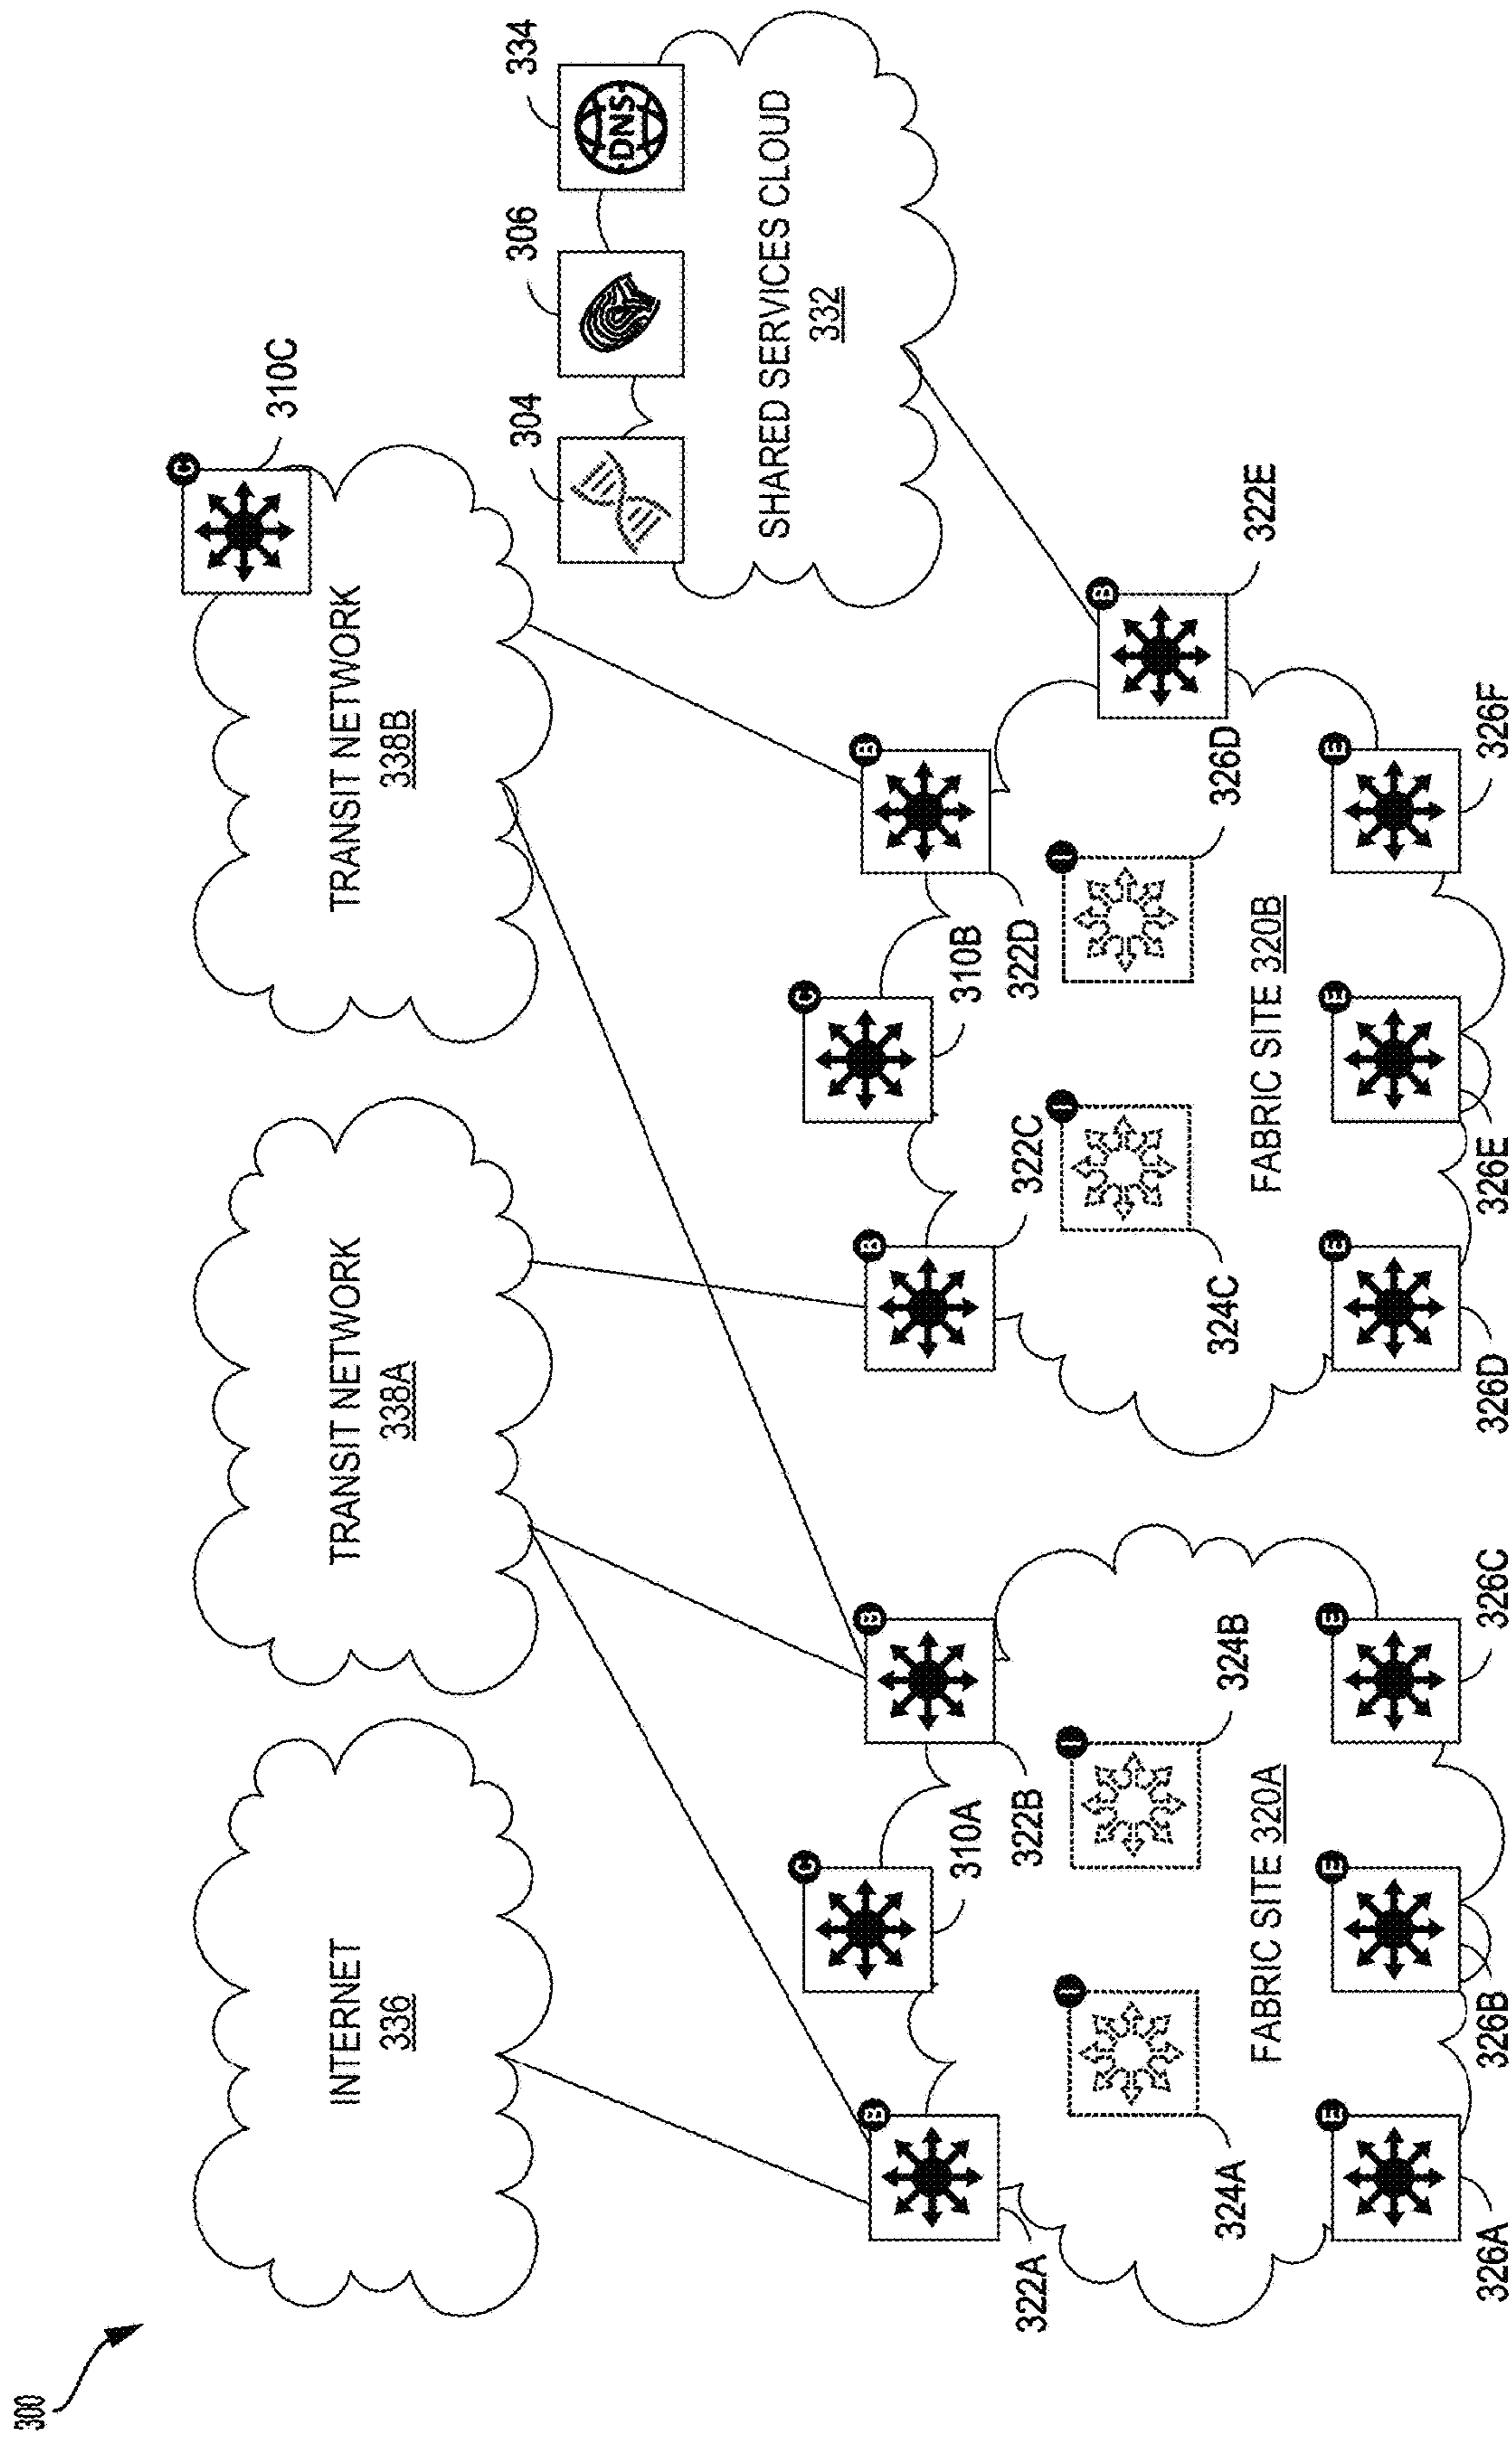 300
INTERNET
336
TRANSIT NETWORK
338A
TRANSIT NETWORK
338B
C
310C
304
306
334
DNS
SHARED SERVICES CLOUD
332
B
322A
C
310A
B
322B
I
324A
I
324B
FABRIC SITE 320A
E
326A
E
326B
E
326C
B
322C
C
310B
B
322D
B
322E
I
324C
I
326D
FABRIC SITE 320B
E
326D
E
326E
E
326F